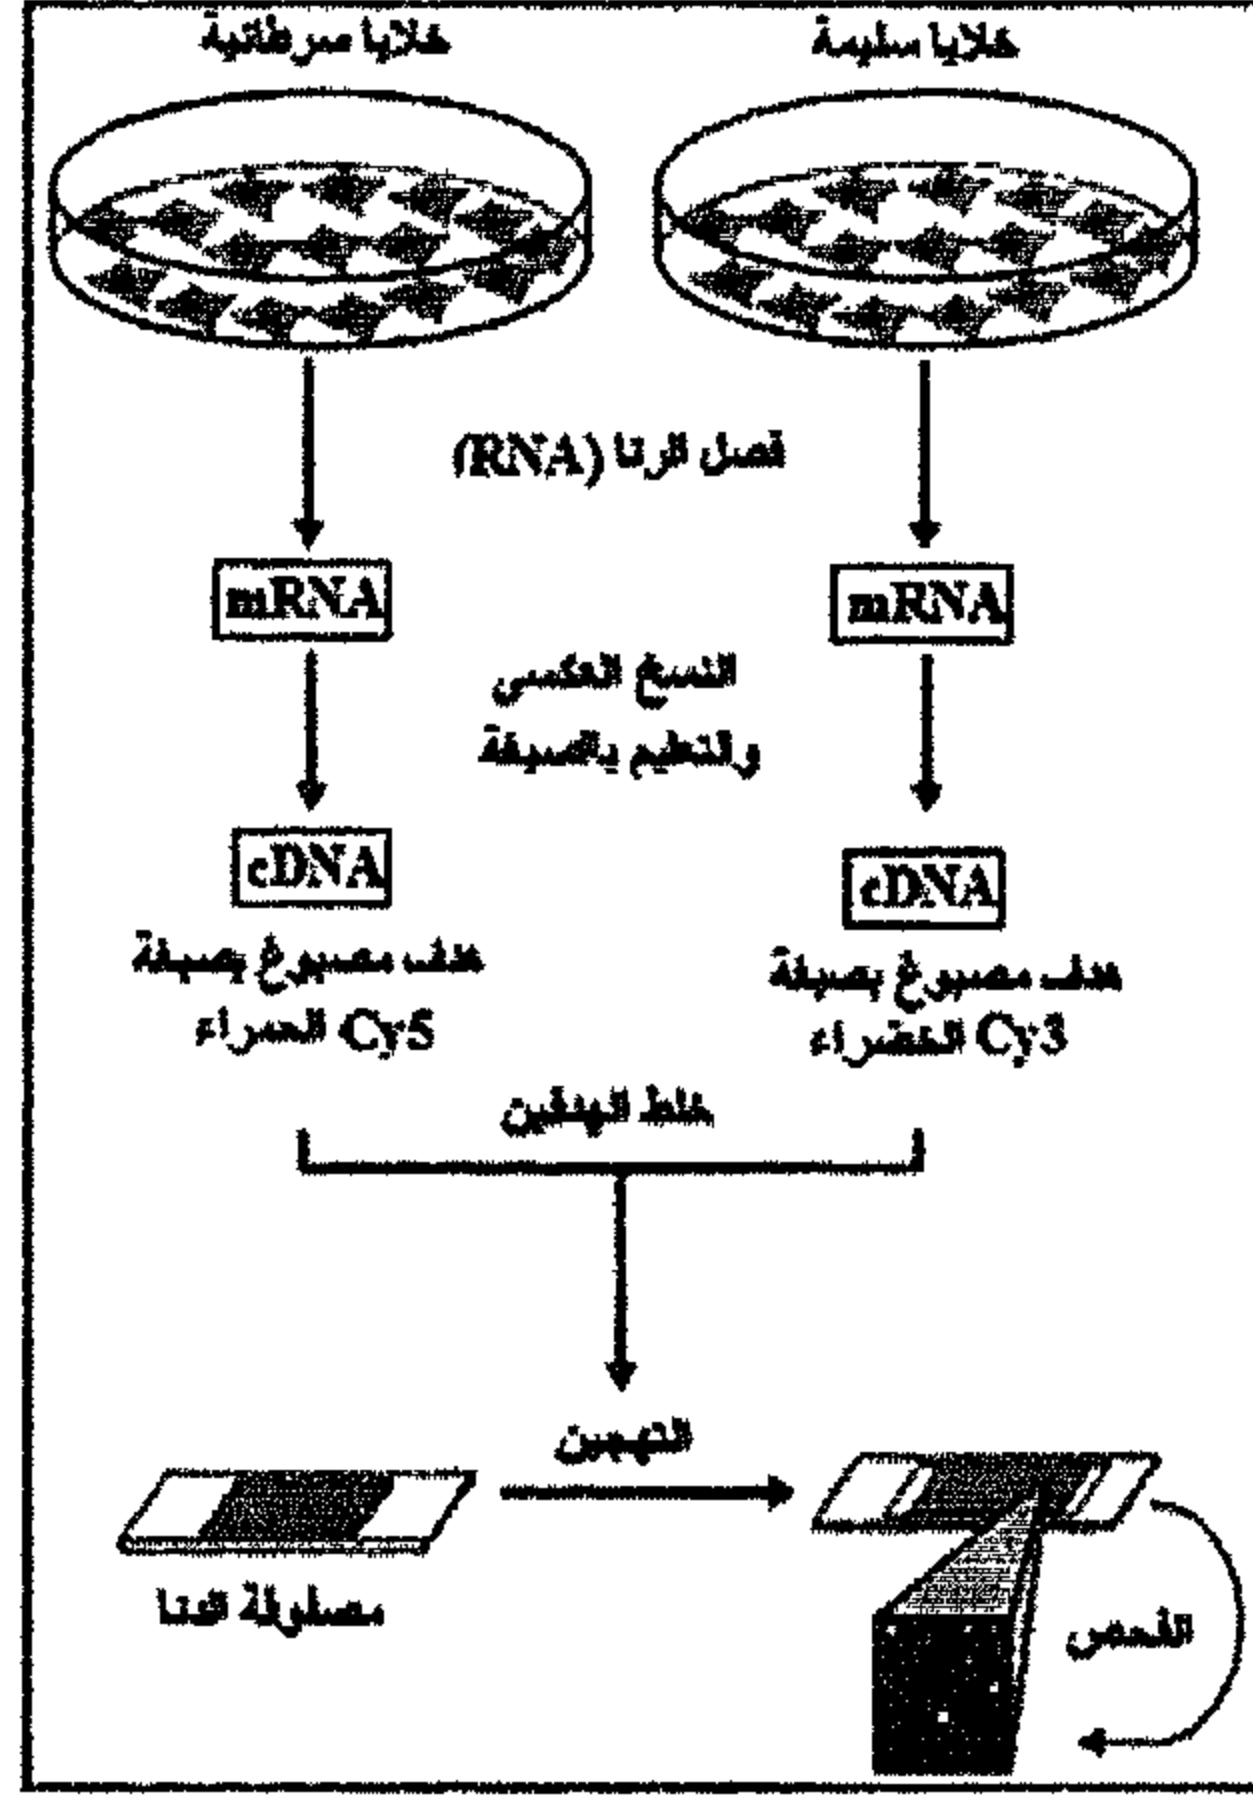 خلايا سليمة
خلايا سرطانية
فصل الرنا (RNA)
mRNA
mRNA
النسخ العكسي
والتعليم بالصبغة
cDNA
cDNA
هدف مصبوغ بصبغة
Cy3 الخضراء
هدف مصبوغ بصبغة
Cy5 الحمراء
خلط الهدفين
التهجين
مصفوفة الدنا
الفحص